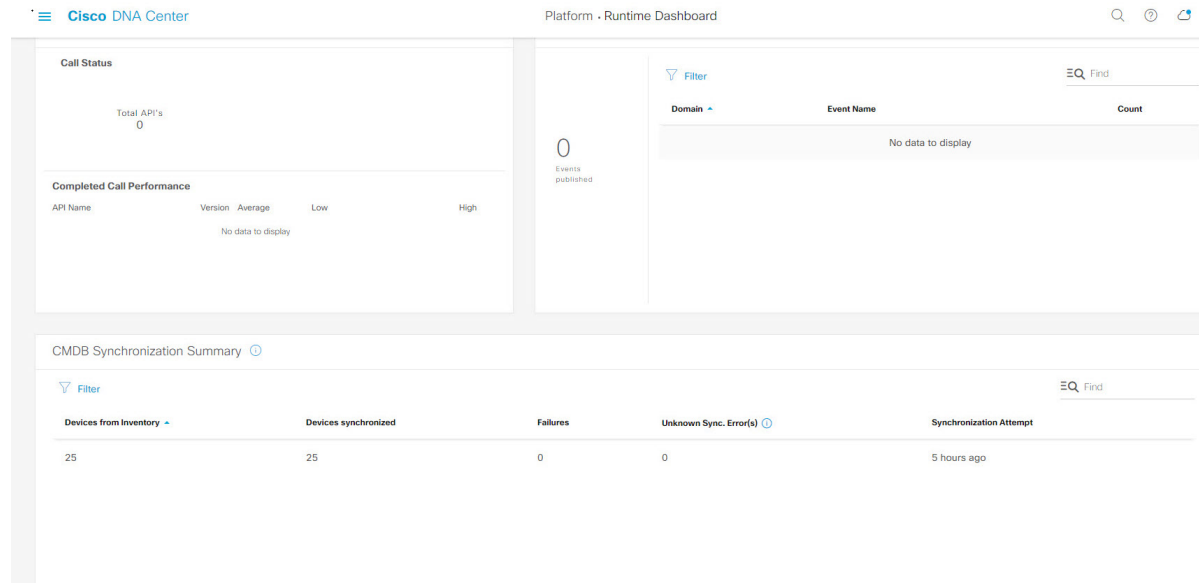 Cisco DNA Center
Platform • Runtime Dashboard
Call Status
Total API's
0
Completed Call Performance
API Name Version Average Low High
No data to display
0
Events
published
Filter
Find
Domain Event Name Count
No data to display
CMDB Synchronization Summary
Filter
Find
Devices from Inventory Devices synchronized Failures Unknown Sync. Error(s) Synchronization Attempt
25 25 0 0 5 hours ago